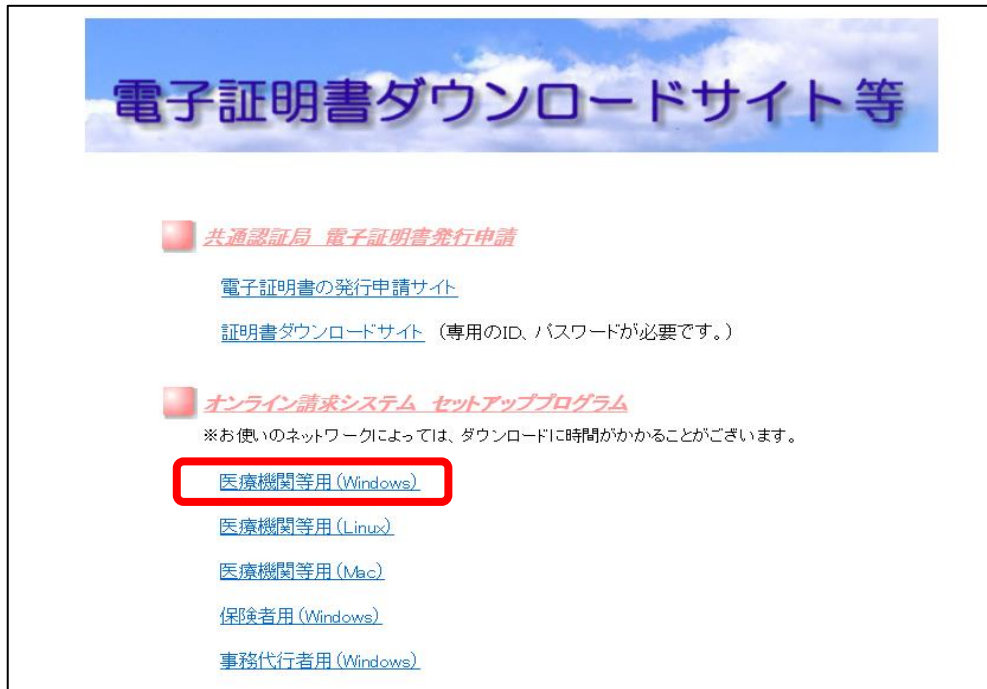 電子証明書ダウンロードサイト等
共通認証局 電子証明書発行申請
電子証明書の発行申請サイト
証明書ダウンロードサイト (専用のID、パスワードが必要です。)
オンライン請求システム セットアッププログラム
※お使いのネットワークによっては、ダウンロードに時間がかかることがございます。
医療機関等用(Windows)
医療機関等用(Linux)
医療機関等用(Mac)
保険者用(Windows)
事務代行者用(Windows)